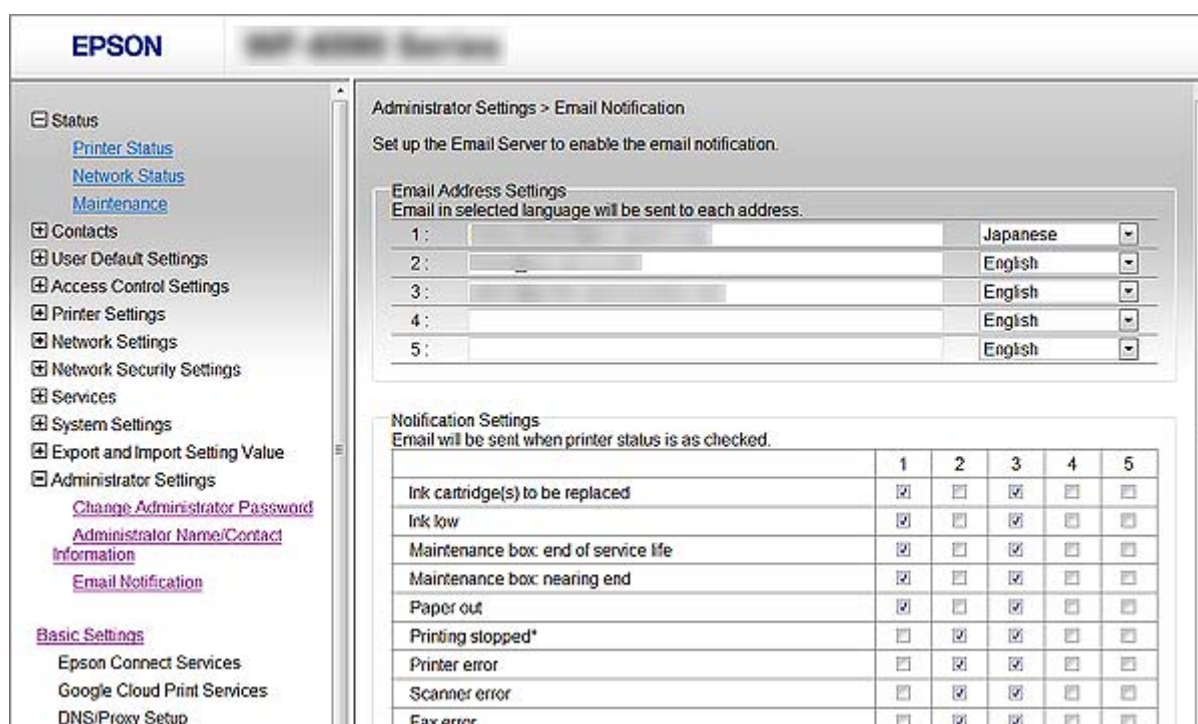 EPSON
Status
Printer Status
Network Status
Maintenance
Contacts
User Default Settings
Access Control Settings
Printer Settings
Network Settings
Network Security Settings
Services
System Settings
Export and Import Setting Value
Administrator Settings
Change Administrator Password
Administrator Name/Contact
Information
Email Notification
Basic Settings
Epson Connect Services
Google Cloud Print Services
DNS/Proxy Setup
Administrator Settings > Email Notification
Set up the Email Server to enable the email notification.
Email Address Settings
Email in selected language will be sent to each address.
1 : Japanese
2 : English
3 : English
4 : English
5 : English
Notification Settings
Email will be sent when printer status is as checked.
1 2 3 4 5
Ink cartridge(s) to be replaced
Ink low
Maintenance box: end of service life
Maintenance box: nearing end
Paper out
Printing stopped*
Printer error
Scanner error
Fax error